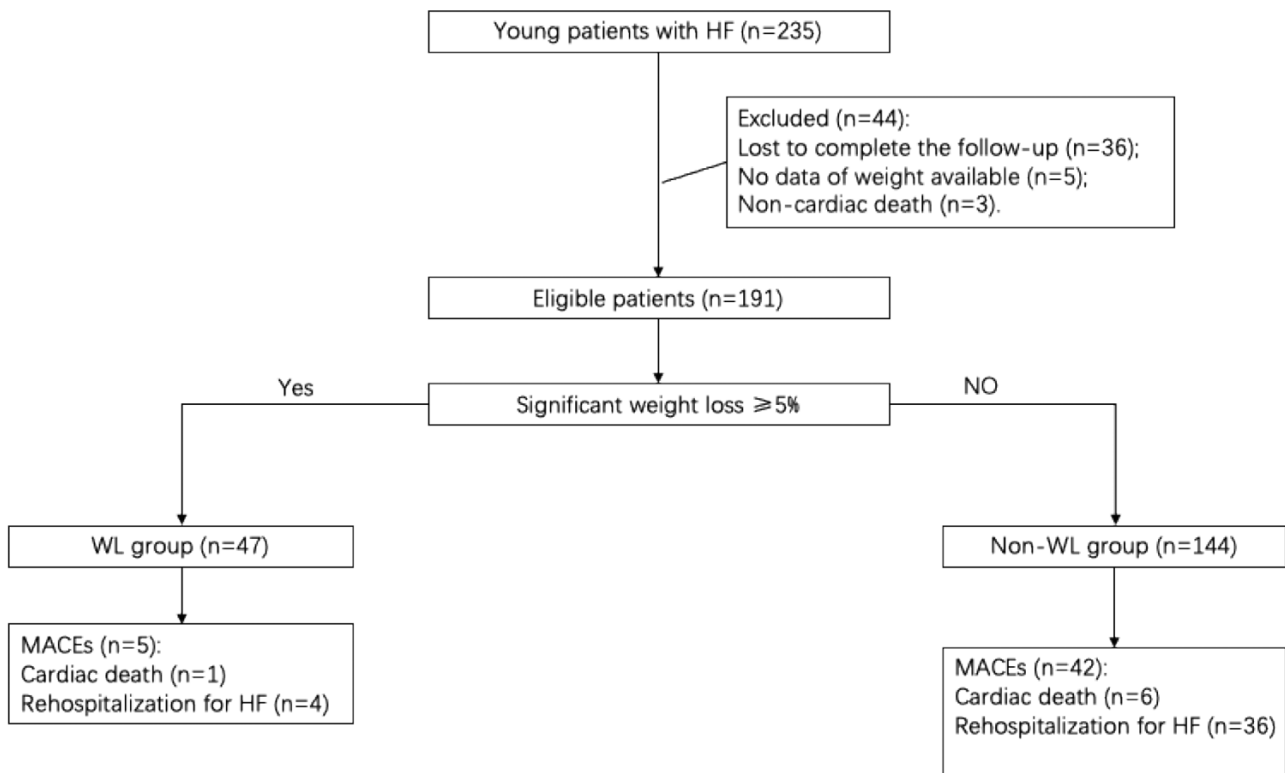 Young patients with HF (n=235)
Excluded (n=44):
Lost to complete the follow-up (n=36);
No data of weight available (n=5);
Non-cardiac death (n=3).
Eligible patients (n=191)
Significant weight loss ⩾5%
Yes
NO
WL group (n=47)
Non-WL group (n=144)
MACEs (n=5):
Cardiac death (n=1)
Rehospitalization for HF (n=4)
MACEs (n=42):
Cardiac death (n=6)
Rehospitalization for HF (n=36)